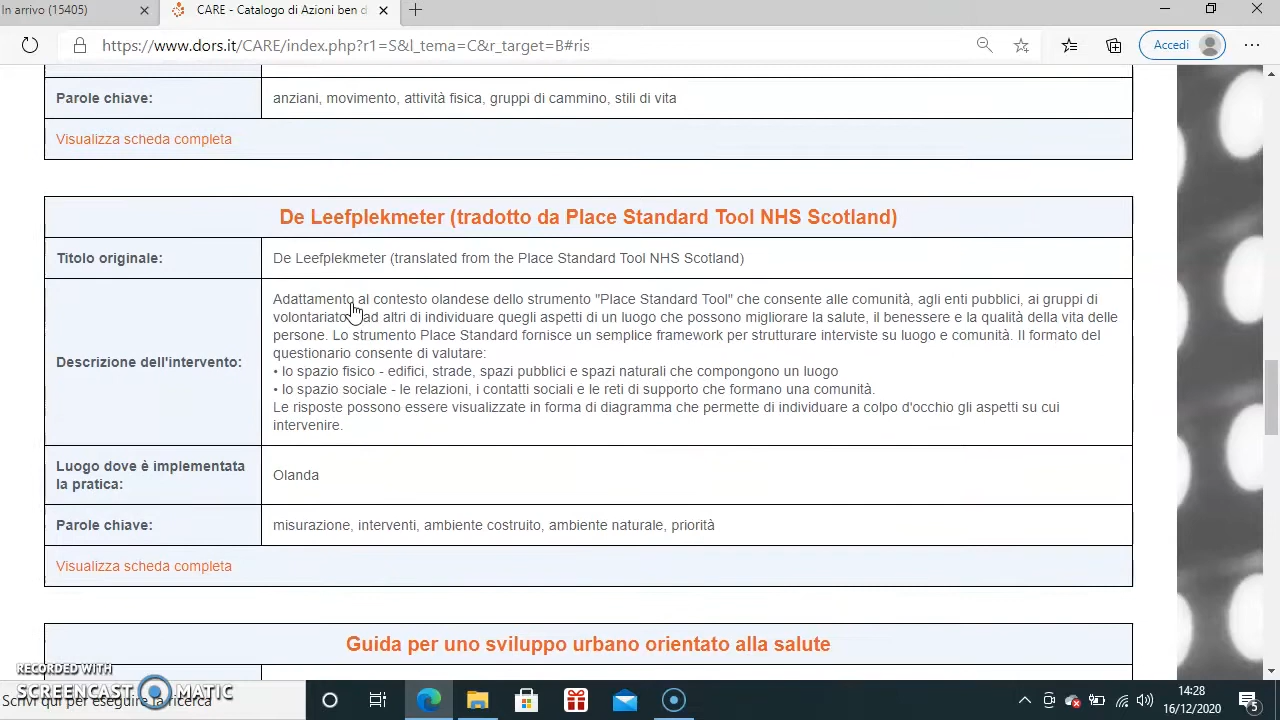 In arrivo (15405)
CARE - Catalogo di Azioni ben d
https://www.dors.it/CARE/index.php?r1=S&l_tema=C&r_target=B#ris
Accedi
Parole chiave:
anziani, movimento, attività fisica, gruppi di cammino, stili di vita
Visualizza scheda completa
De Leefplekmeter (tradotto da Place Standard Tool NHS Scotland)
Titolo originale:
De Leefplekmeter (translated from the Place Standard Tool NHS Scotland)
Descrizione dell'intervento:
Adattamento al contesto olandese dello strumento "Place Standard Tool" che consente alle comunità, agli enti pubblici, ai gruppi di
volontariato ad altri di individuare quegli aspetti di un luogo che possono migliorare la salute, il benessere e la qualità della vita delle
persone. Lo strumento Place Standard fornisce un semplice framework per strutturare interviste su luogo e comunità. Il formato del
questionario consente di valutare:
• lo spazio fisico - edifici, strade, spazi pubblici e spazi naturali che compongono un luogo
• lo spazio sociale - le relazioni, i contatti sociali e le reti di supporto che formano una comunità.
Le risposte possono essere visualizzate in forma di diagramma che permette di individuare a colpo d'occhio gli aspetti su cui
intervenire.
Luogo dove è implementata
la pratica:
Olanda
Parole chiave:
misurazione, interventi, ambiente costruito, ambiente naturale, priorità
Visualizza scheda completa
Guida per uno sviluppo urbano orientato alla salute
RECORDED WITH
SCREENCAST MATIC
Scrivi qui per eseguire la ricerca
14:28
16/12/2020
5